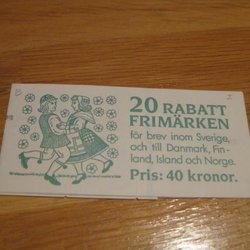 20 RABATT
FRIMÄRKEN
för brev inom Sverige,
och till Danmark, Fin-
land, Island och Norge.
Pris: 40 kronor.